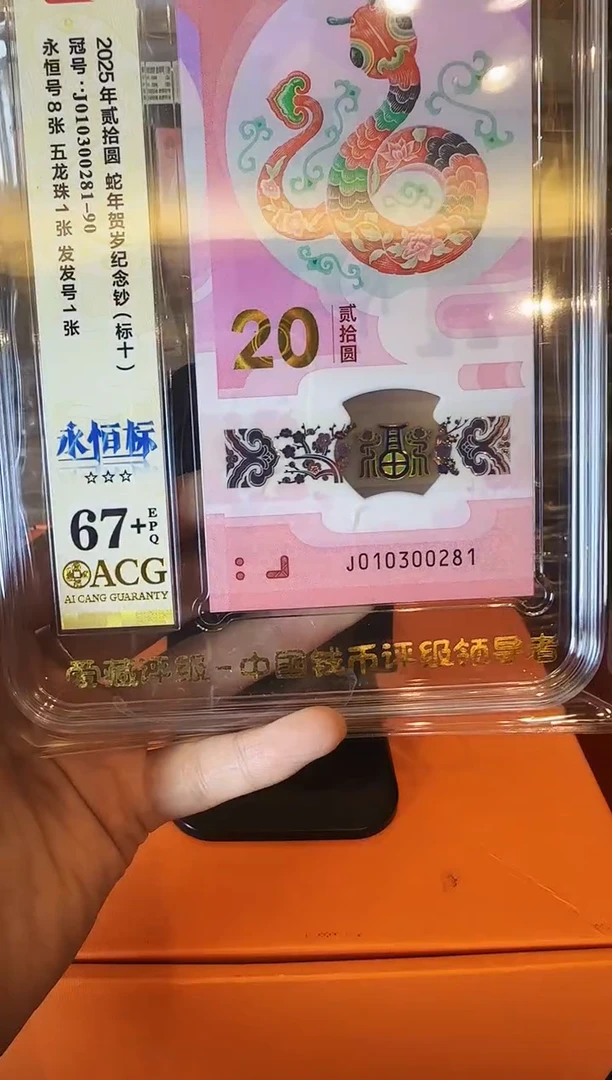 2025年贰拾圆 蛇年贺岁纪念钞(标十)
冠号:J010300281-90
永恒号8张 五龙珠1张 发发号1张
永恒标
☆☆☆
67+EPQ
ACG
AI CANG GUARANTY
20
贰拾圆
福
J010300281
爱藏评级-中国钱币评级领导者